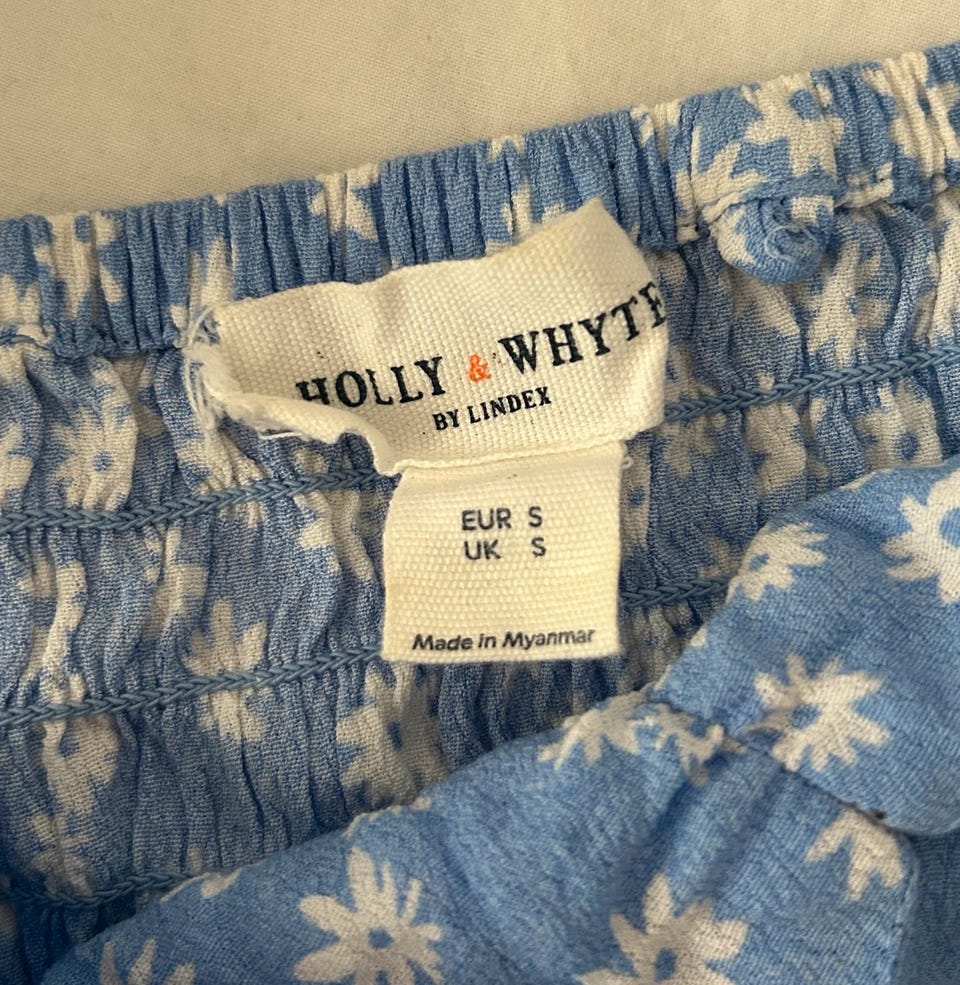 HOLLY & WHYTE
BY LINDEX
EUR S
UK S
Made in Myanmar